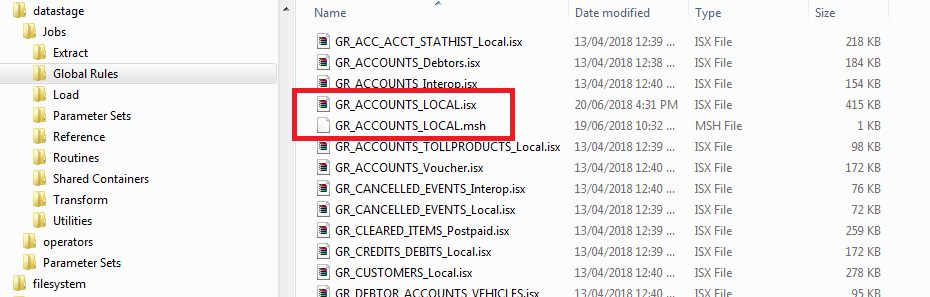 datastage
Jobs
Extract
Global Rules
Load
Parameter Sets
Reference
Routines
Shared Containers
Transform
Utilities
operators
Parameter Sets
filesystem
Name Date modified Type Size
GR_ACC_ACCT_STATHIST_Local.isx 13/04/2018 12:39 ... ISX File 218 KB
GR_ACCOUNTS_Debtors.isx 13/04/2018 12:38 ... ISX File 184 KB
GR_ACCOUNTS_Interop.isx 13/04/2018 12:40 ... ISX File 154 KB
GR_ACCOUNTS_LOCAL.isx 20/06/2018 4:31 PM ISX File 415 KB
GR_ACCOUNTS_LOCAL.msh 19/06/2018 10:32 ... MSH File 1 KB
GR_ACCOUNTS_TOLLPRODUCTS_Local.isx 13/04/2018 12:39 ... ISX File 98 KB
GR_ACCOUNTS_Voucher.isx 13/04/2018 12:40 ... ISX File 172 KB
GR_CANCELLED_EVENTS_Interop.isx 13/04/2018 12:40 ... ISX File 76 KB
GR_CANCELLED_EVENTS_Local.isx 13/04/2018 12:39 ... ISX File 72 KB
GR_CLEARED_ITEMS_Postpaid.isx 13/04/2018 12:39 ... ISX File 259 KB
GR_CREDITS_DEBITS_Local.isx 13/04/2018 12:39 ... ISX File 172 KB
GR_CUSTOMERS_Local.isx 13/04/2018 12:40 ... ISX File 278 KB
GR_DEBTOR_ACCOUNTS_VEHICLES.isx 13/04/2018 12:39 ... ISX File 95 KB